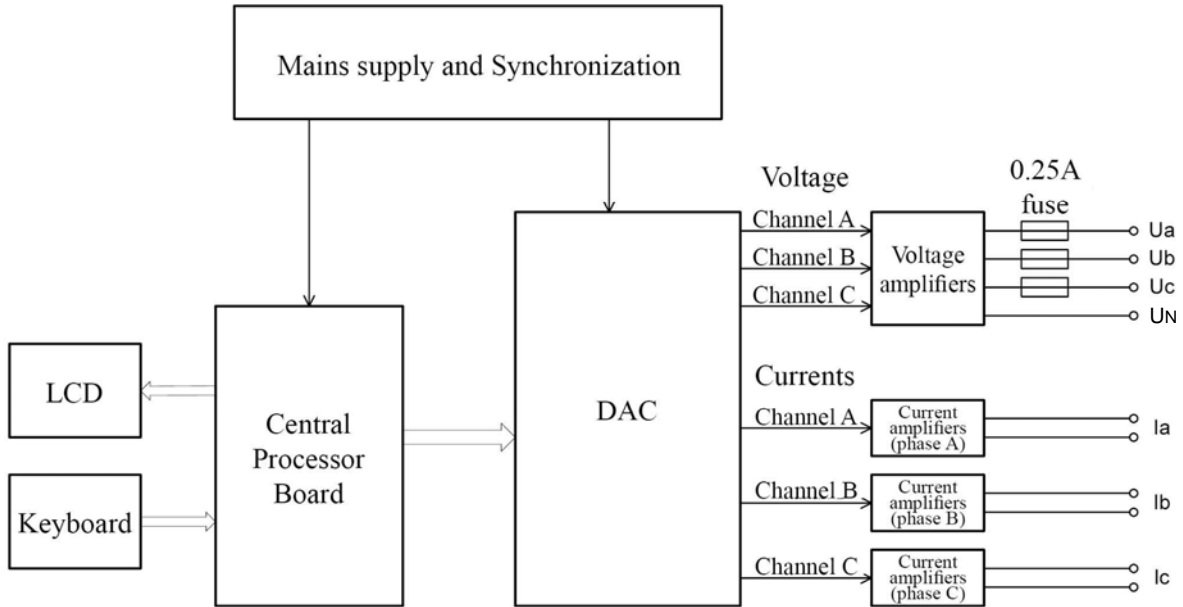 Mains supply and Synchronization
Voltage
0.25A
fuse
Channel A
Channel B
Channel C
Voltage
amplifiers
Ua
Ub
Uc
UN
LCD
Keyboard
Central
Processor
Board
DAC
Currents
Channel A
Current
amplifiers
(phase A)
Ia
Channel B
Current
amplifiers
(phase B)
Ib
Channel C
Current
amplifiers
(phase C)
Ic